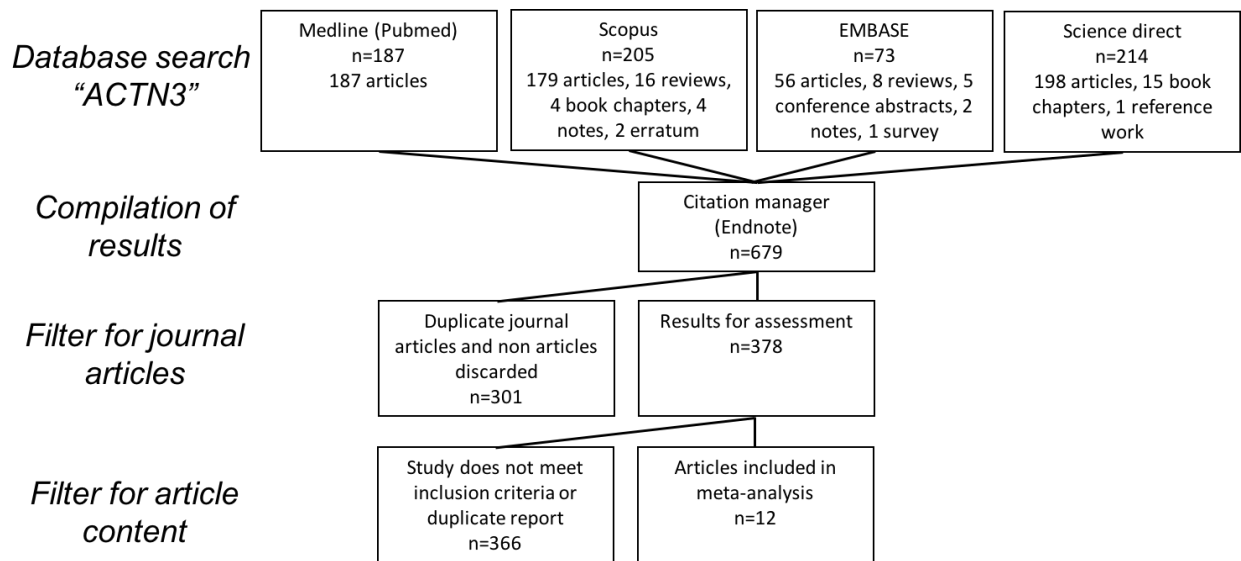 Database search
“ACTN3”
Medline (Pubmed)
n=187
187 articles
Scopus
n=205
179 articles, 16 reviews,
4 book chapters, 4
notes, 2 erratum
EMBASE
n=73
56 articles, 8 reviews, 5
conference abstracts, 2
notes, 1 survey
Science direct
n=214
198 articles, 15 book
chapters, 1 reference
work
Compilation of
results
Citation manager
(Endnote)
n=679
Filter for journal
articles
Duplicate journal
articles and non articles
discarded
n=301
Results for assessment
n=378
Filter for article
content
Study does not meet
inclusion criteria or
duplicate report
n=366
Articles included in
meta-analysis
n=12